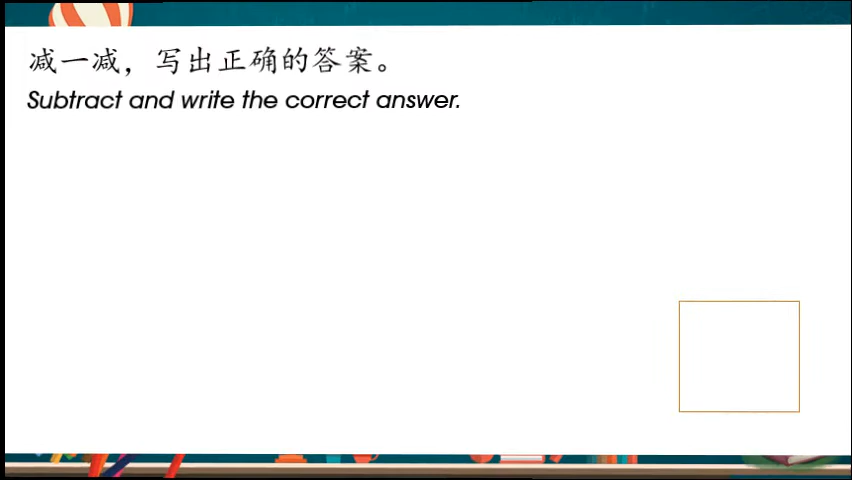 减一减，写出正确的答案。
Subtract and write the correct answer.